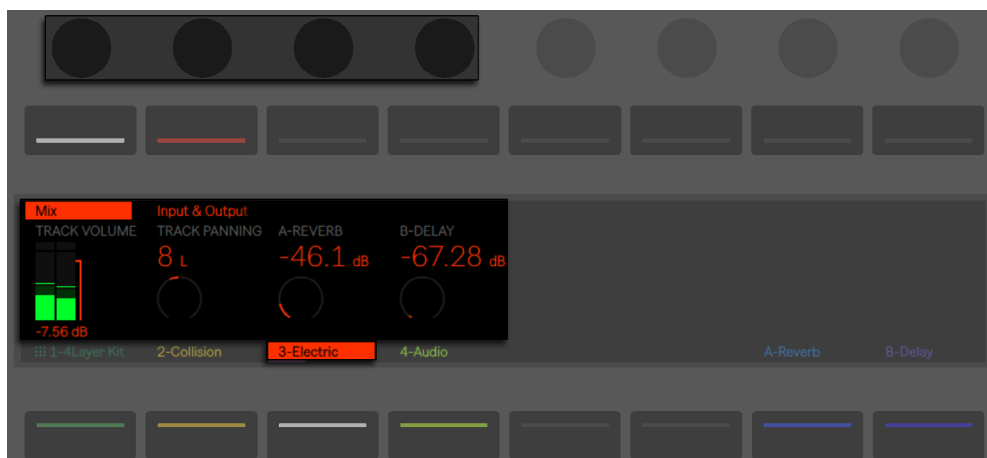 Mix Input & Output
TRACK VOLUME TRACK PANNING A-REVERB B-DELAY
8 L -46.1 dB -67.28 dB
-7.56 dB
1-4Layer Kit 2-Collision 3-Electric 4-Audio A-Reverb B-Delay